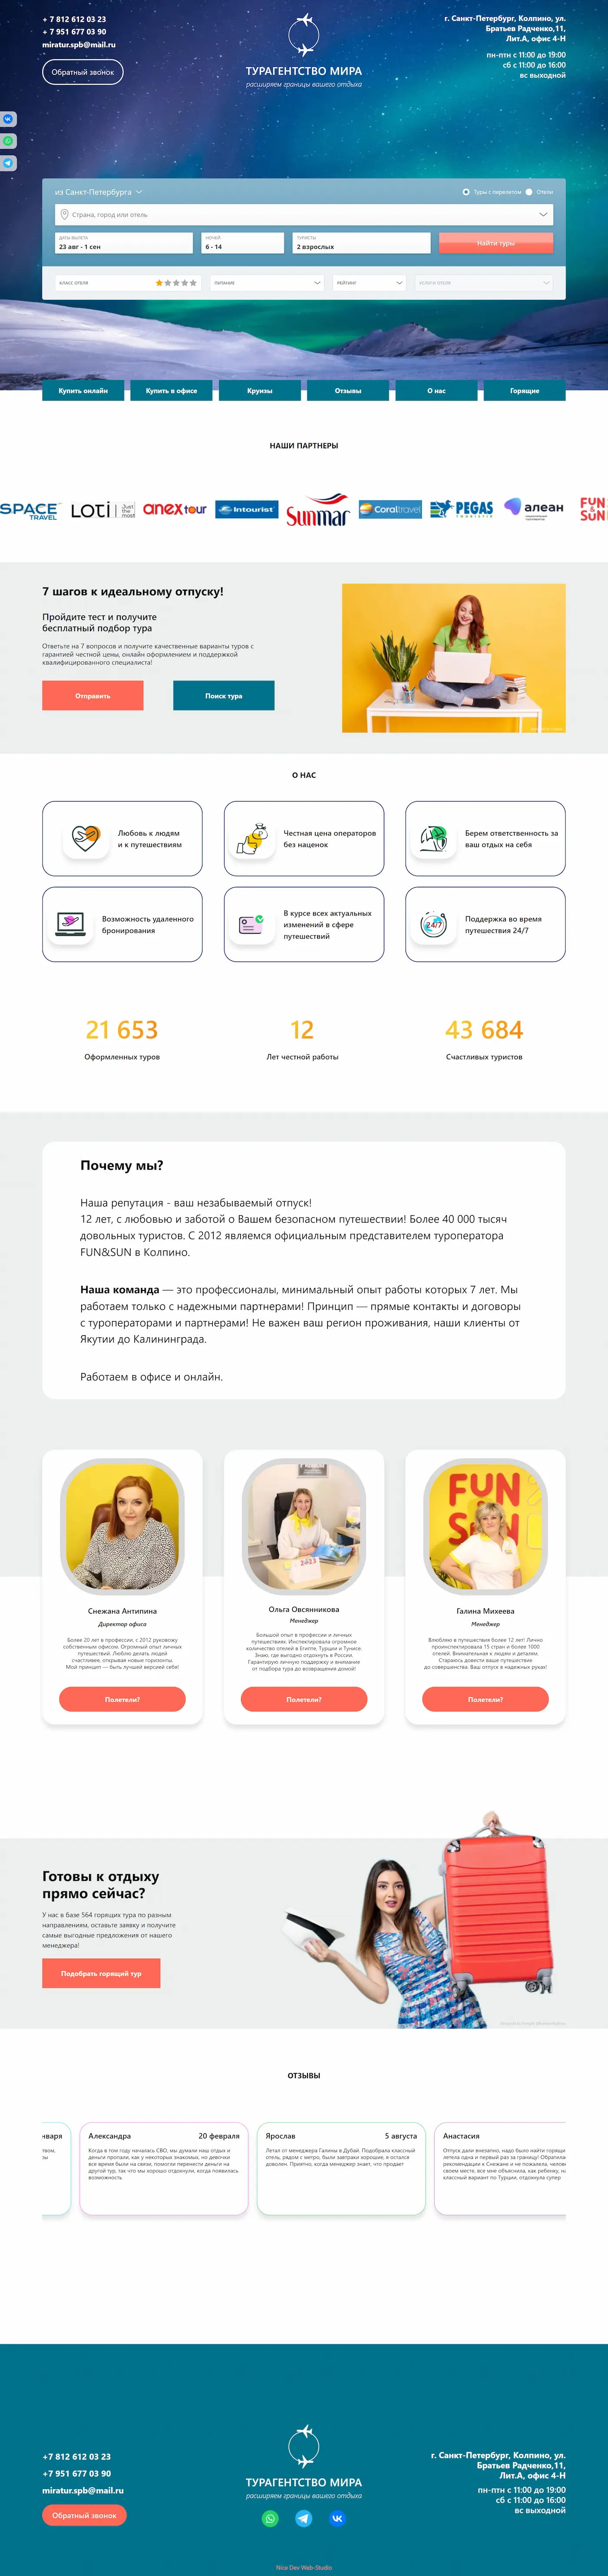 + 7 812 612 03 23
+ 7 951 677 03 90
miratur.spb@mail.ru
Обратный звонок
ТУРАГЕНТСТВО МИРА
расширяем границы вашего отдыха
г. Санкт-Петербург, Колпино, ул.
Братьев Радченко,11,
Лит.А, офис 4-Н
пн-птн с 11:00 до 19:00
сб с 11:00 до 16:00
вс выходной
из Санкт-Петербурга
Туры с перелетом
Отели
Страна, город или отель
ДАТЫ ВЫЛЕТА
23 авг - 1 сен
НОЧЕЙ
6 - 14
ТУРИСТЫ
2 взрослых
Найти туры
КЛАСС ОТЕЛЯ
ПИТАНИЕ
РЕЙТИНГ
УСЛУГИ ОТЕЛЯ
Купить онлайн
Купить в офисе
Круизы
Отзывы
О нас
Горящие
НАШИ ПАРТНЕРЫ
SPACE TRAVEL
LOTI Just the most
anex tour
Intourist
Sunmar
Coral travel
PEGAS TOURISTIK
алеан
FUN & SUN
7 шагов к идеальному отпуску!
Пройдите тест и получите
бесплатный подбор тура
Ответьте на 7 вопросов и получите качественные варианты туров с
гарантией честной цены, онлайн оформлением и поддержкой
квалифицированного специалиста!
Отправить
Поиск тура
О НАС
Любовь к людям
и к путешествиям
Честная цена операторов
без наценок
Берем ответственность за
ваш отдых на себя
Возможность удаленного
бронирования
В курсе всех актуальных
изменений в сфере
путешествий
24/7
Поддержка во время
путешествия 24/7
21 653
Оформленных туров
12
Лет честной работы
43 684
Счастливых туристов
Почему мы?
Наша репутация - ваш незабываемый отпуск!
12 лет, с любовью и заботой о Вашем безопасном путешествии! Более 40 000 тысяч
довольных туристов. С 2012 являемся официальным представителем туроператора
FUN&SUN в Колпино.
Наша команда — это профессионалы, минимальный опыт работы которых 7 лет. Мы
работаем только с надежными партнерами! Принцип — прямые контакты и договоры
с туроператорами и партнерами! Не важен ваш регион проживания, наши клиенты от
Якутии до Калининграда.
Работаем в офисе и онлайн.
Снежана Антипина
Директор офиса
Более 20 лет в профессии, с 2012 руковожу
собственным офисом. Огромный опыт личных
путешествий. Люблю делать людей
счастливее, открывая новые горизонты.
Мой принцип — быть лучшей версией себя!
Полетели?
Ольга Овсянникова
Менеджер
Большой опыт в профессии и личных
путешествиях. Инспектировала огромное
количество отелей в Египте, Турции и Тунисе.
Знаю, где выгодно отдохнуть в России.
Гарантирую личную поддержку и внимание
от подбора тура до возвращения домой!
Полетели?
FUN SUN
Галина Михеева
Менеджер
Влюблена в путешествия более 12 лет! Лично
проинспектировала 15 стран и более 1000
отелей. Внимательная к людям и деталям.
Стараюсь довести ваше путешествие
до совершенства. Ваш отпуск в надежных руках!
Полетели?
Готовы к отдыху
прямо сейчас?
У нас в базе 564 горящих тура по разным
направлениям, оставьте заявку и получите
самые выгодные предложения от нашего
менеджера!
Подобрать горящий тур
ОТЗЫВЫ
нваря
Александра
20 февраля
Когда в том году началась СВО, мы думали наш отдых и
деньги пропали, как у некоторых знакомых, но девочки
все время были на связи, помогли перенести деньги на
другой тур, так что мы хорошо отдохнули, когда появилась
возможность
Ярослав
5 августа
Летал от менеджера Галины в Дубай. Подобрала классный
отель, рядом с метро, были завтраки хорошие, я остался
доволен. Приятно, когда менеджер знает, что продает
Анастасия
Отпуск дали внезапно, надо было найти горящи
летела одна и первый раз за границу! Обратилас
рекомендации к Снежане и не пожалела, челове
своем месте, все мне объяснила, как ребенку, на
классный вариант по Турции, отдохнула супер
+7 812 612 03 23
+7 951 677 03 90
miratur.spb@mail.ru
Обратный звонок
ТУРАГЕНТСТВО МИРА
расширяем границы вашего отдыха
г. Санкт-Петербург, Колпино, ул.
Братьев Радченко,11,
Лит.А, офис 4-Н
пн-птн с 11:00 до 19:00
сб с 11:00 до 16:00
вс выходной
Nice Dev Web-Studio